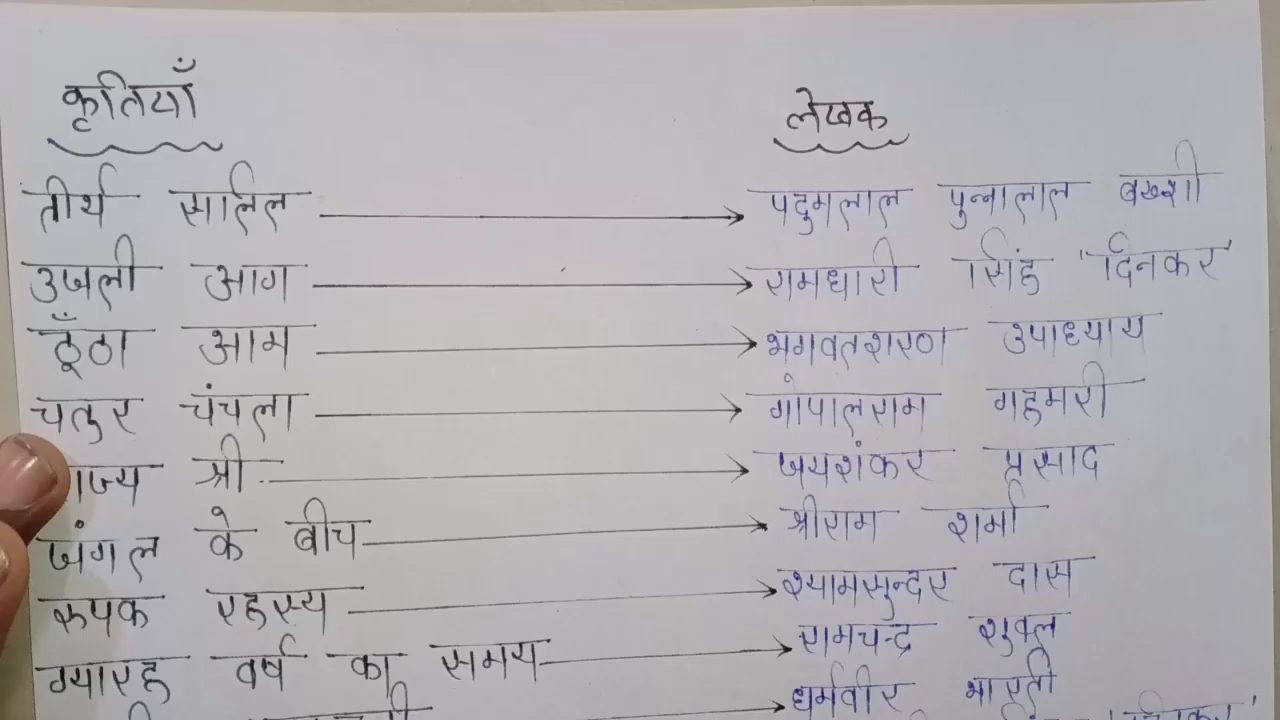 कृतियाँ लेखक
तीर्थ सलिल पदुमलाल पुन्नालाल बख्शी
उजली आग रामधारी सिंह 'दिनकर'
ठूँठा आम भगवतशरण उपाध्याय
चतुर चंचला गोपालराम गहमरी
राज्य श्री जयशंकर प्रसाद
जंगल के बीच श्रीराम शर्मा
रूपक रहस्य श्यामसुन्दर दास
ग्यारह वर्ष का समय रामचन्द्र शुक्ल
धर्मवीर भारती